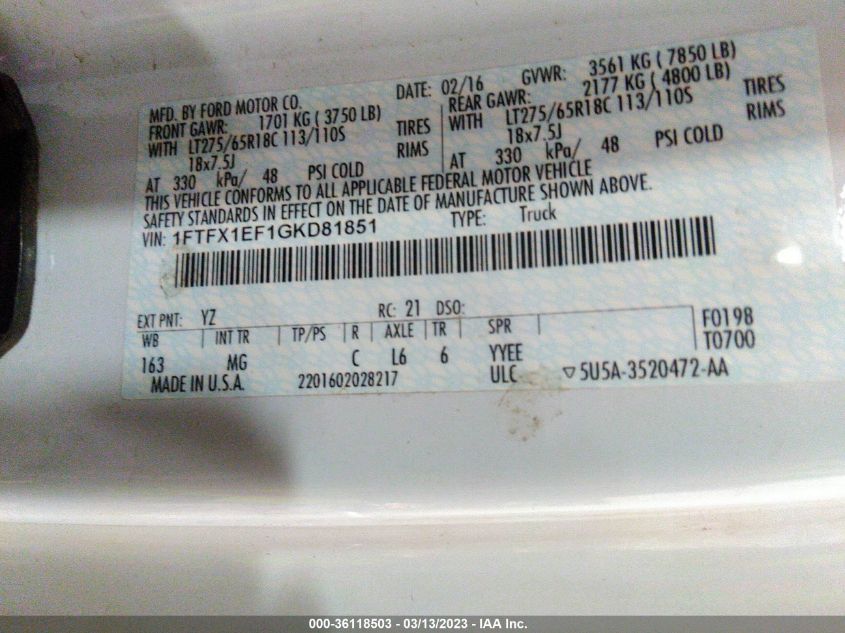 MFD. BY FORD MOTOR CO.
DATE: 02/16 GVWR: 3561 KG ( 7850 LB)
FRONT GAWR: 1701 KG ( 3750 LB)
REAR GAWR: 2177 KG ( 4800 LB)
WITH LT275/65R18C 113/110S TIRES
WITH LT275/65R18C 113/110S TIRES
18x7.5J RIMS
18x7.5J RIMS
AT 330 kPa/ 48 PSI COLD
AT 330 kPa/ 48 PSI COLD
THIS VEHICLE CONFORMS TO ALL APPLICABLE FEDERAL MOTOR VEHICLE
SAFETY STANDARDS IN EFFECT ON THE DATE OF MANUFACTURE SHOWN ABOVE.
VIN: 1FTFX1EF1GKD81851 TYPE: Truck
EXT PNT: YZ RC: 21 DSO:
WB INT TR TP/PS R AXLE TR SPR F0198
163 MG C L6 6 YYEE T0700
MADE IN U.S.A. 2201602028217 ULC ▽5U5A-3520472-AA
000-36118503 - 03/13/2023 - IAA Inc.